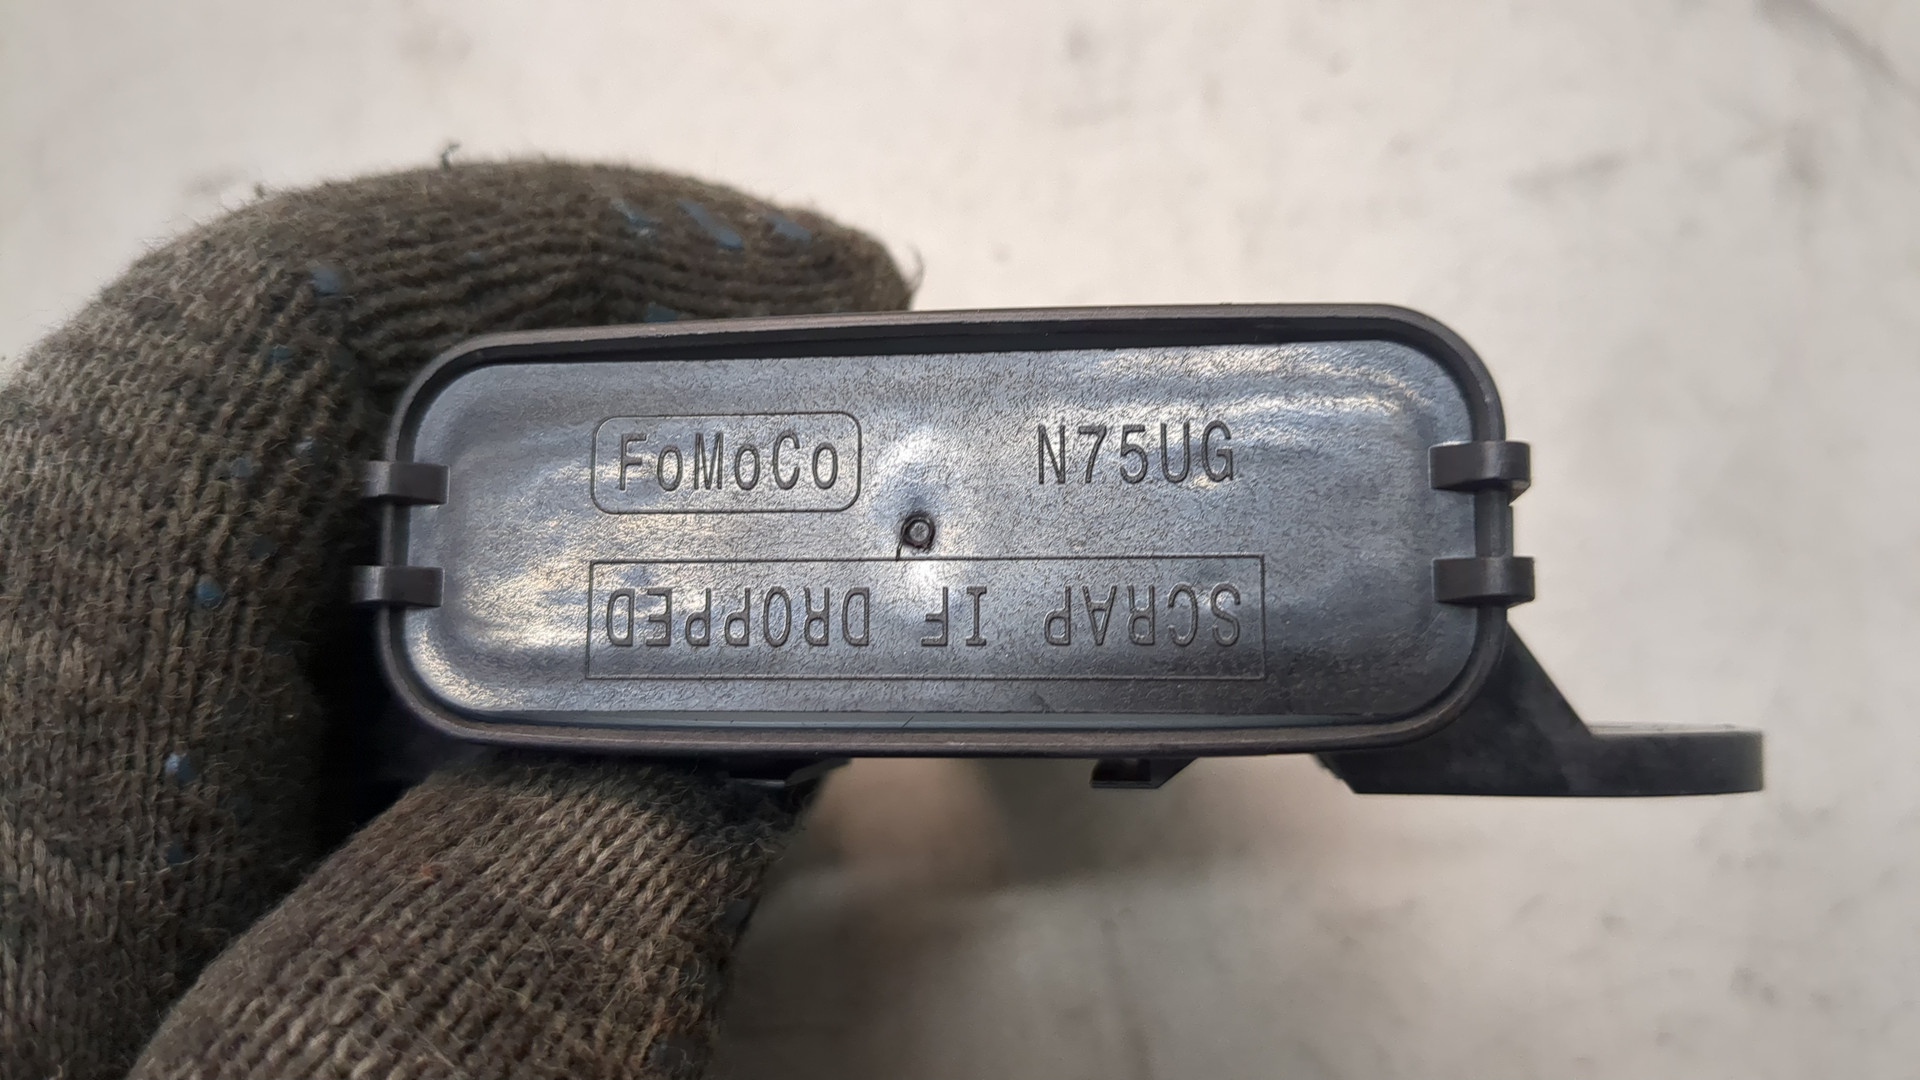 FoMoCo
N75UG
SCRAP IF DROPPED